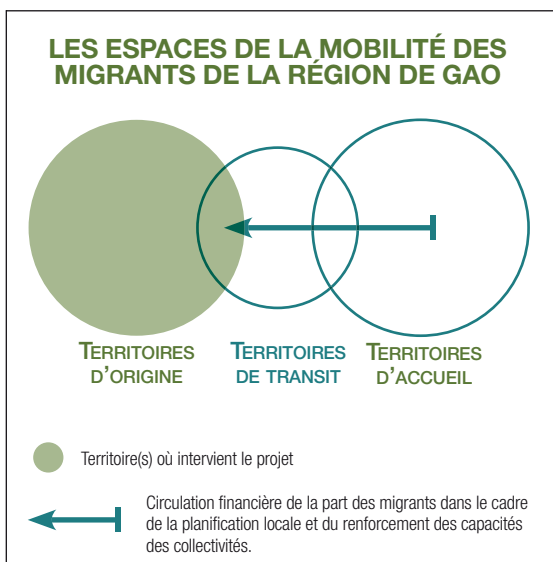 LES ESPACES DE LA MOBILITÉ DES
MIGRANTS DE LA RÉGION DE GAO
TERRITOIRES
D'ORIGINE
TERRITOIRES
DE TRANSIT
TERRITOIRES
D'ACCUEIL
Territoire(s) où intervient le projet
Circulation financière de la part des migrants dans le cadre
de la planification locale et du renforcement des capacités
des collectivités.